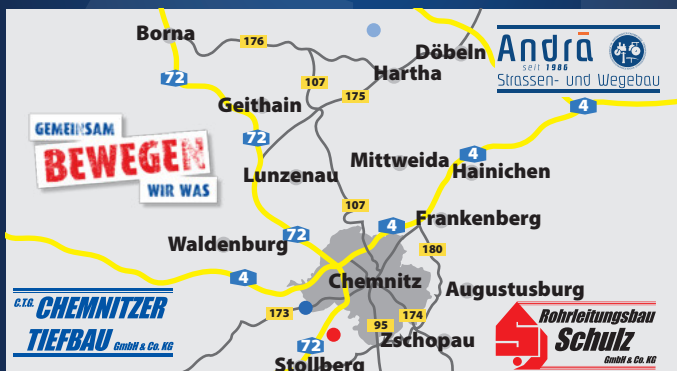 Borna
176
Döbeln
Andrä
seit 1986
Strassen- und Wegebau
Hartha
72
107
175
4
Geithain
GEMEINSAM
BEWEGEN
WIR WAS
72
Mittweida
4
Hainichen
Lunzenau
107
Frankenberg
4
72
Waldenburg
180
4
Chemnitz
Augustusburg
C.T.G. CHEMNITZER
TIEFBAU GmbH & Co. KG
173
174
95
Rohrleitungsbau
Schulz
GmbH & Co. KG
Zschopau
72
Stollberg